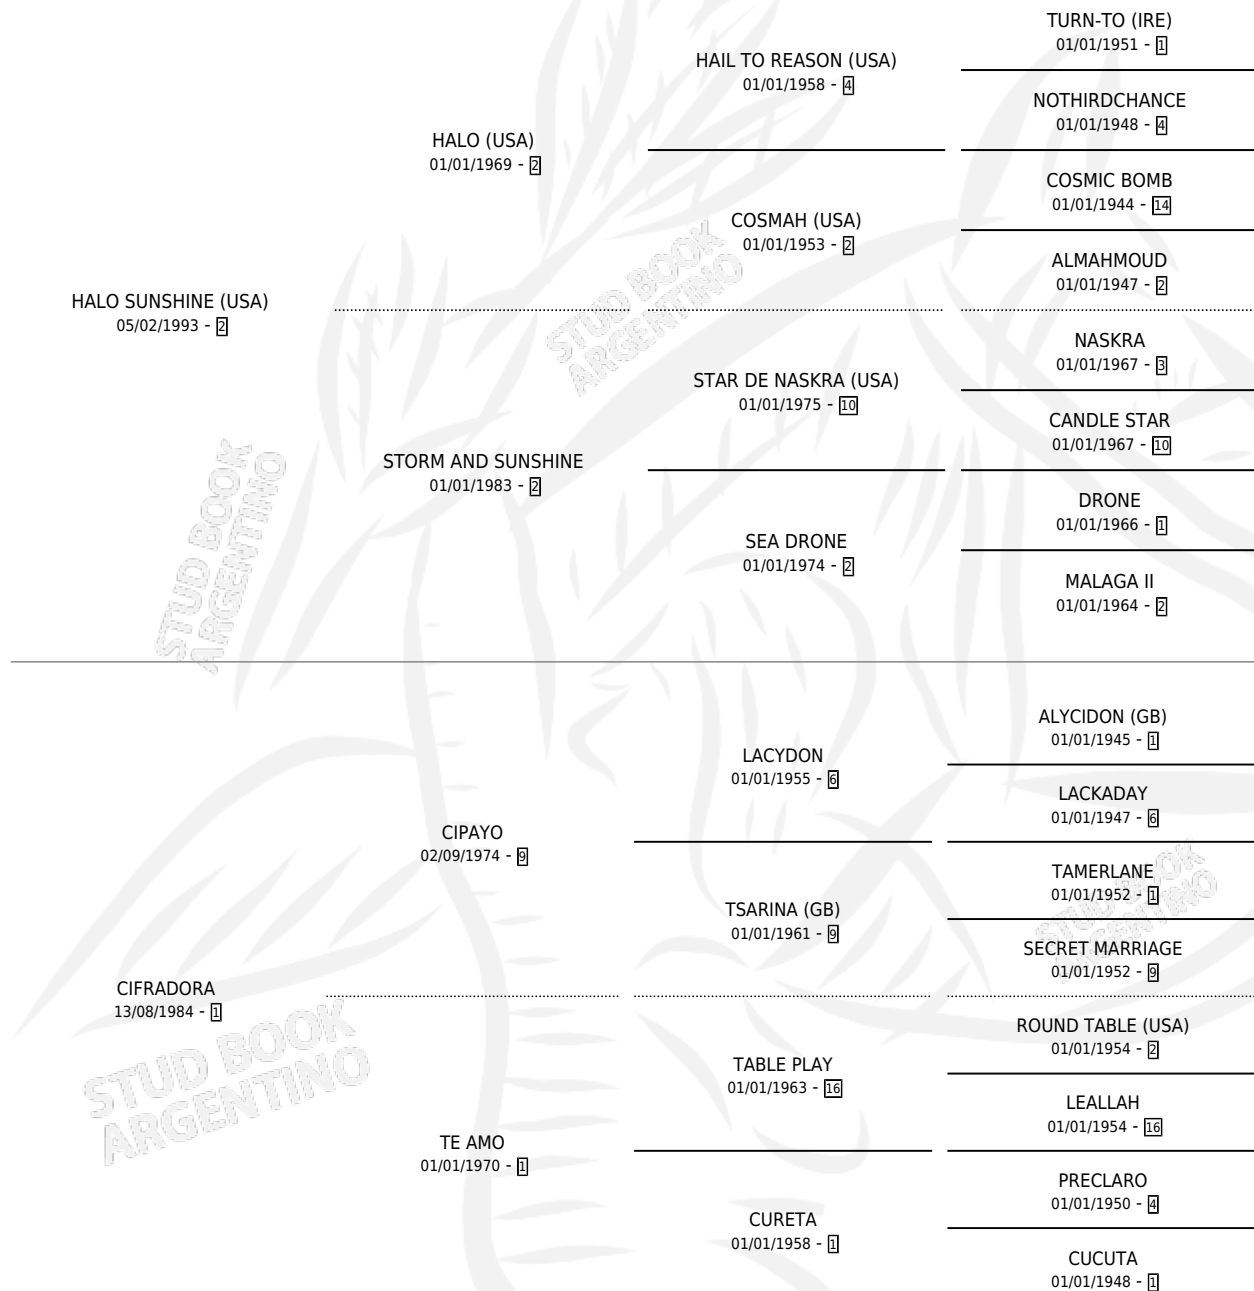 TURN-TO (IRE)
01/01/1951 - 1
HAIL TO REASON (USA)
01/01/1958 - 4
NOTHIRDCHANCE
01/01/1948 - 4
HALO (USA)
01/01/1969 - 2
COSMIC BOMB
01/01/1944 - 14
COSMAH (USA)
01/01/1953 - 2
ALMAHMOUD
01/01/1947 - 2
HALO SUNSHINE (USA)
05/02/1993 - 2
NASKRA
01/01/1967 - 3
STAR DE NASKRA (USA)
01/01/1975 - 10
CANDLE STAR
01/01/1967 - 10
STORM AND SUNSHINE
01/01/1983 - 2
DRONE
01/01/1966 - 1
SEA DRONE
01/01/1974 - 2
MALAGA II
01/01/1964 - 2
ALYCIDON (GB)
01/01/1945 - 1
LACYDON
01/01/1955 - 6
LACKADAY
01/01/1947 - 6
CIPAYO
02/09/1974 - 9
TAMERLANE
01/01/1952 - 1
TSARINA (GB)
01/01/1961 - 9
SECRET MARRIAGE
01/01/1952 - 9
CIFRADORA
13/08/1984 - 1
ROUND TABLE (USA)
01/01/1954 - 2
TABLE PLAY
01/01/1963 - 16
LEALLAH
01/01/1954 - 16
TE AMO
01/01/1970 - 1
PRECLARO
01/01/1950 - 4
CURETA
01/01/1958 - 1
CUCUTA
01/01/1948 - 1
STUD BOOK
ARGENTINO
STUD BOOK
ARGENTINO
STUD BOOK
ARGENTINO
STUD BOOK
ARGENTINO